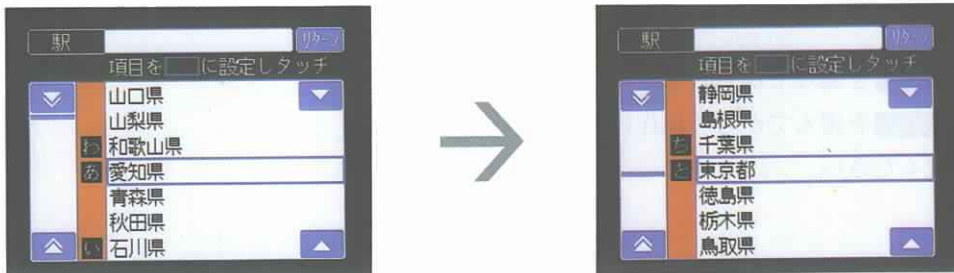 駅 リターン
項目を に設定しタッチ
山口県
山梨県
わ 和歌山県
あ 愛知県
青森県
秋田県
い 石川県
駅 リターン
項目を に設定しタッチ
静岡県
島根県
ち 千葉県
と 東京都
徳島県
栃木県
鳥取県